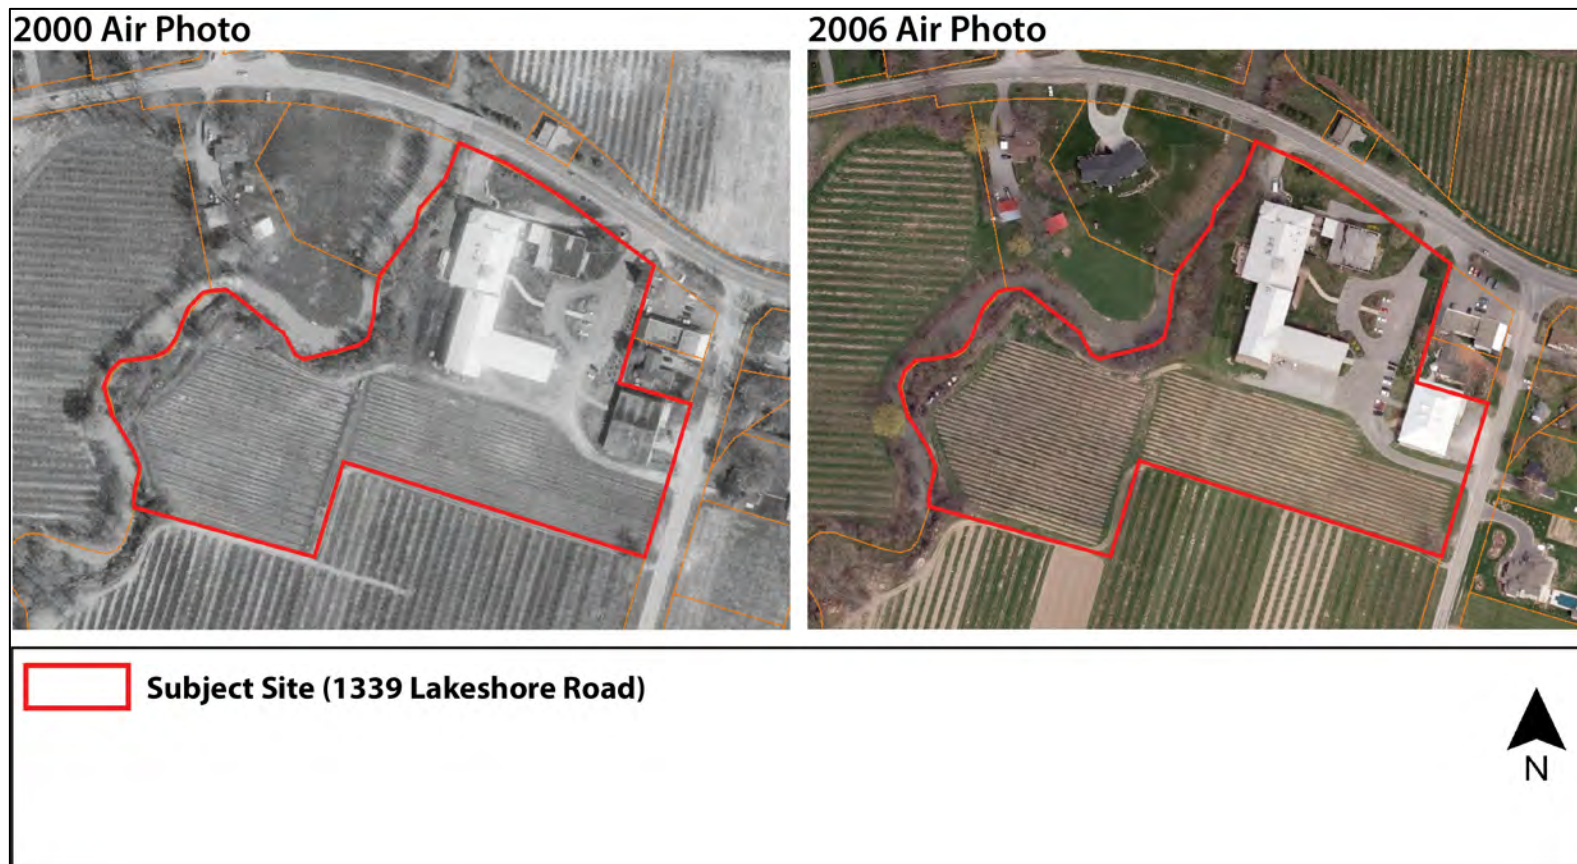 2000 Air Photo
2006 Air Photo
Subject Site (1339 Lakeshore Road)
N